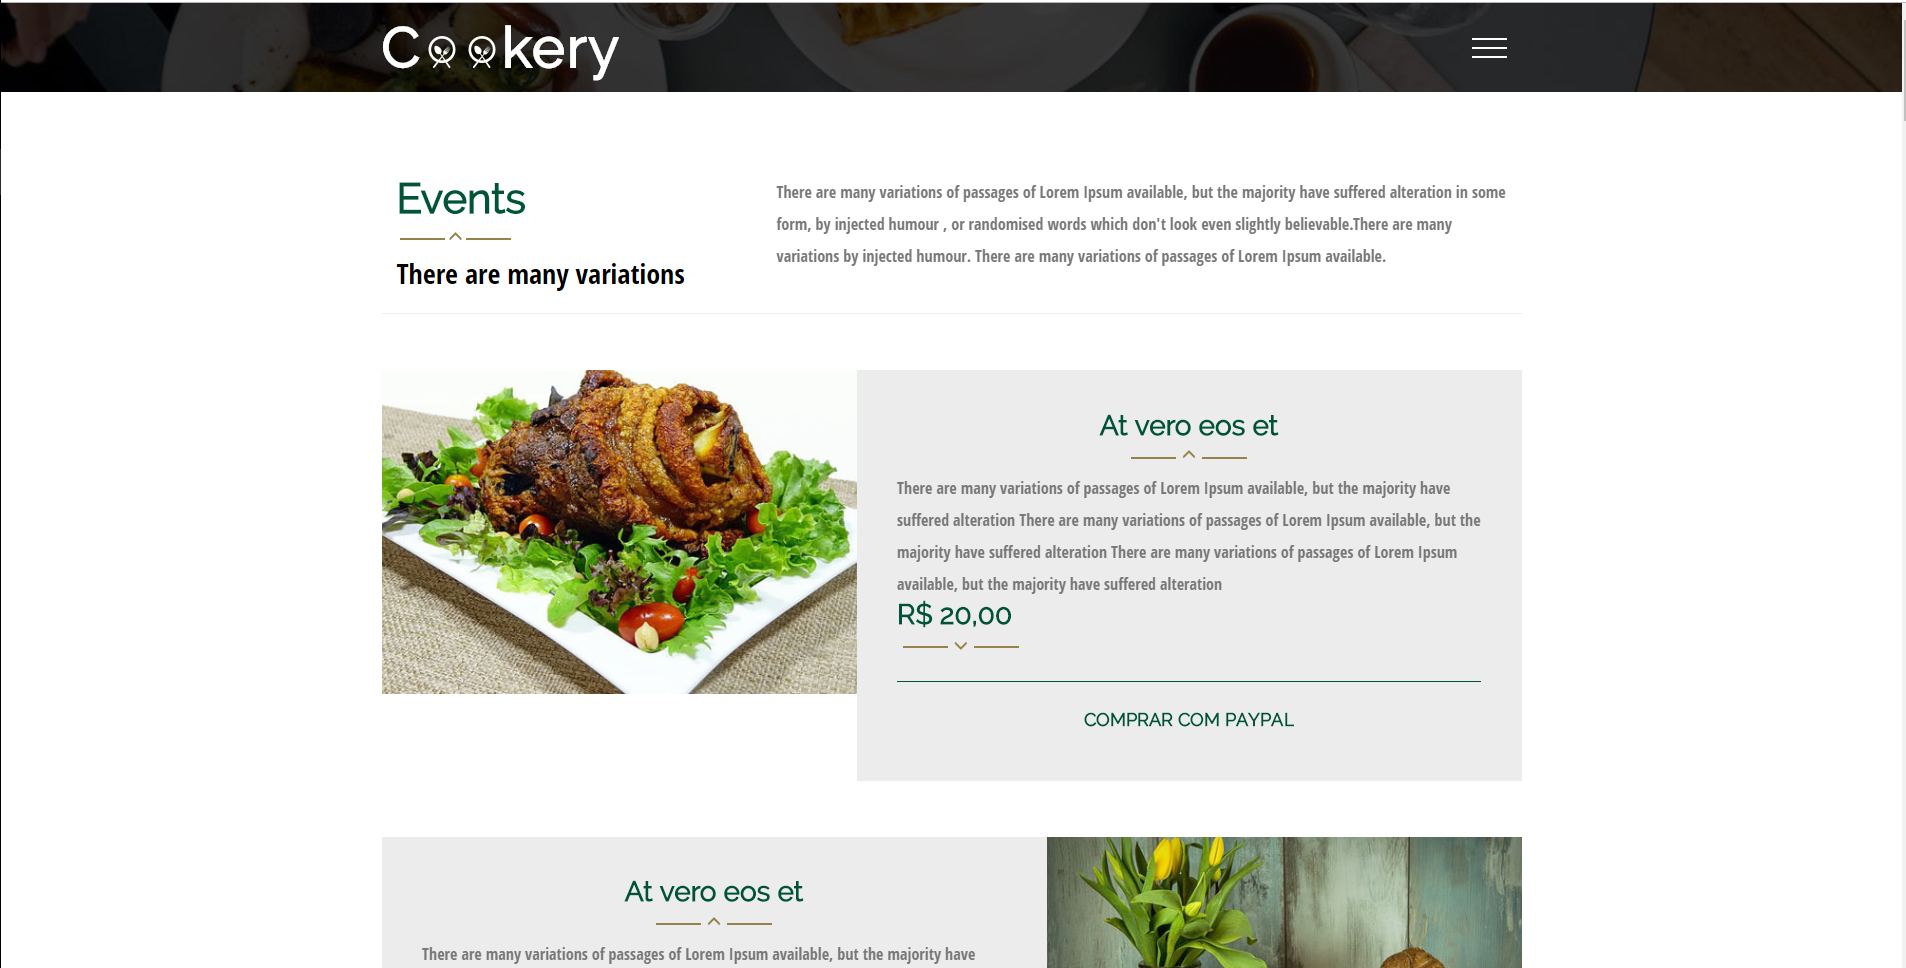 Cookery
Events
There are many variations
There are many variations of passages of Lorem Ipsum available, but the majority have suffered alteration in some
form, by injected humour , or randomised words which don't look even slightly believable.There are many
variations by injected humour. There are many variations of passages of Lorem Ipsum available.
At vero eos et
There are many variations of passages of Lorem Ipsum available, but the majority have
suffered alteration There are many variations of passages of Lorem Ipsum available, but the
majority have suffered alteration There are many variations of passages of Lorem Ipsum
available, but the majority have suffered alteration
R$ 20,00
COMPRAR COM PAYPAL
At vero eos et
There are many variations of passages of Lorem Ipsum available, but the majority have